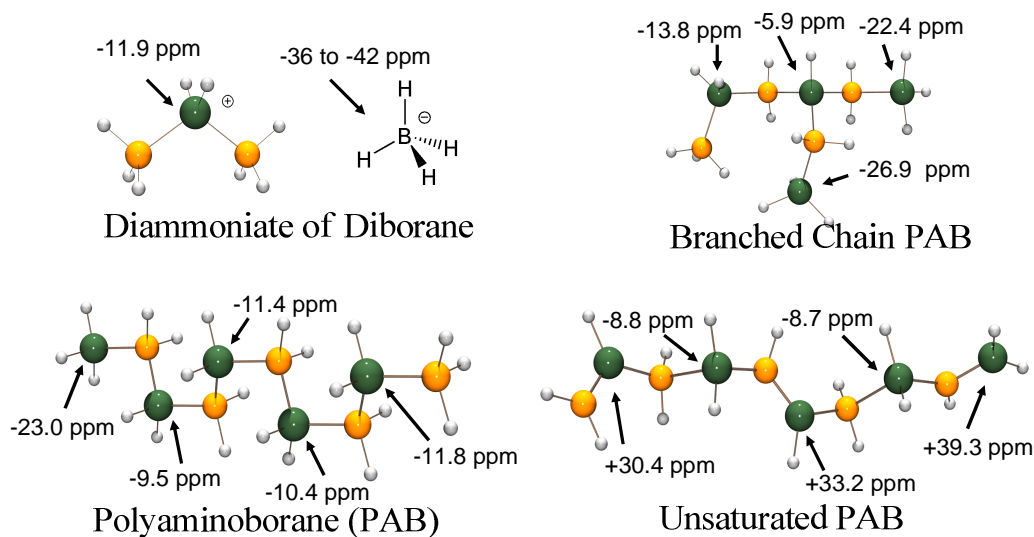 -11.9 ppm
⊕
-36 to -42 ppm
H
⊖
B
H
H
H
Diammoniate of Diborane
-13.8 ppm
-5.9 ppm
-22.4 ppm
-26.9 ppm
Branched Chain PAB
-11.4 ppm
-23.0 ppm
-9.5 ppm
-10.4 ppm
-11.8 ppm
Polyaminoborane (PAB)
-8.8 ppm
-8.7 ppm
+30.4 ppm
+33.2 ppm
+39.3 ppm
Unsaturated PAB